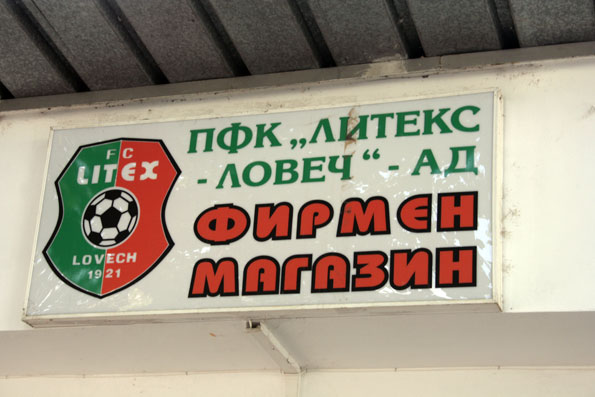 FC
LITEX
LOVECH
1921
ПФК „ЛИТЕКС
- ЛОВЕЧ“ - АД
ФИРМЕН
МАГАЗИН